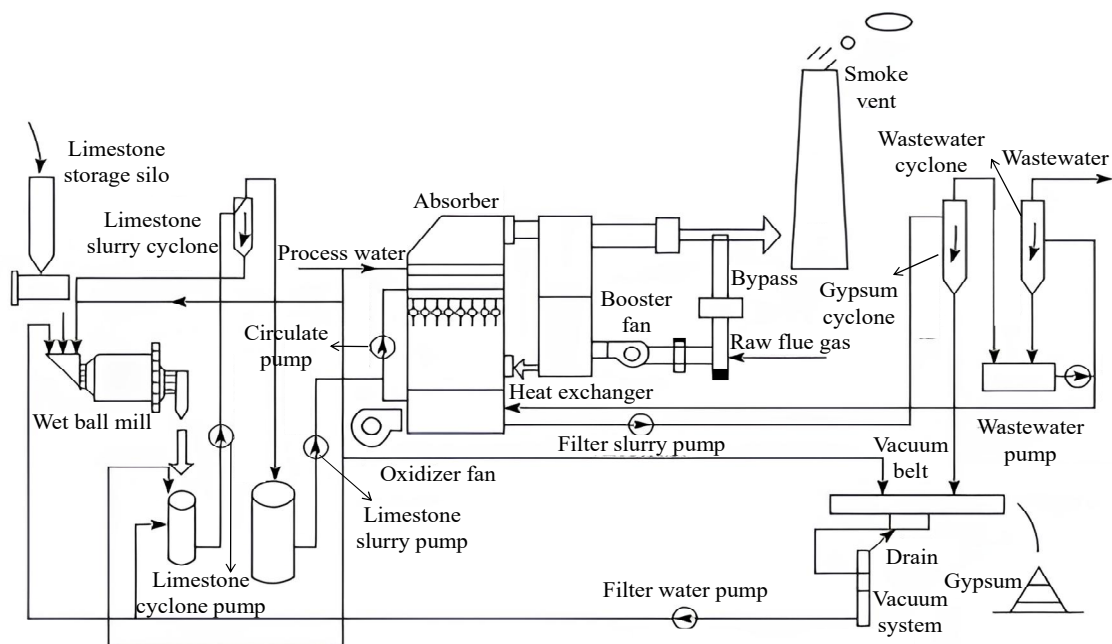 Smoke
vent
Limestone
storage silo
Wastewater
cyclone
Wastewater
Limestone
slurry cyclone
Absorber
Process water
Bypass
Gypsum
cyclone
Booster
fan
Circulate
pump
Raw flue gas
Heat exchanger
Wet ball mill
Filter slurry pump
Wastewater
pump
Vacuum
belt
Oxidizer fan
Limestone
slurry pump
Drain
Limestone
cyclone pump
Filter water pump
Vacuum
system
Gypsum